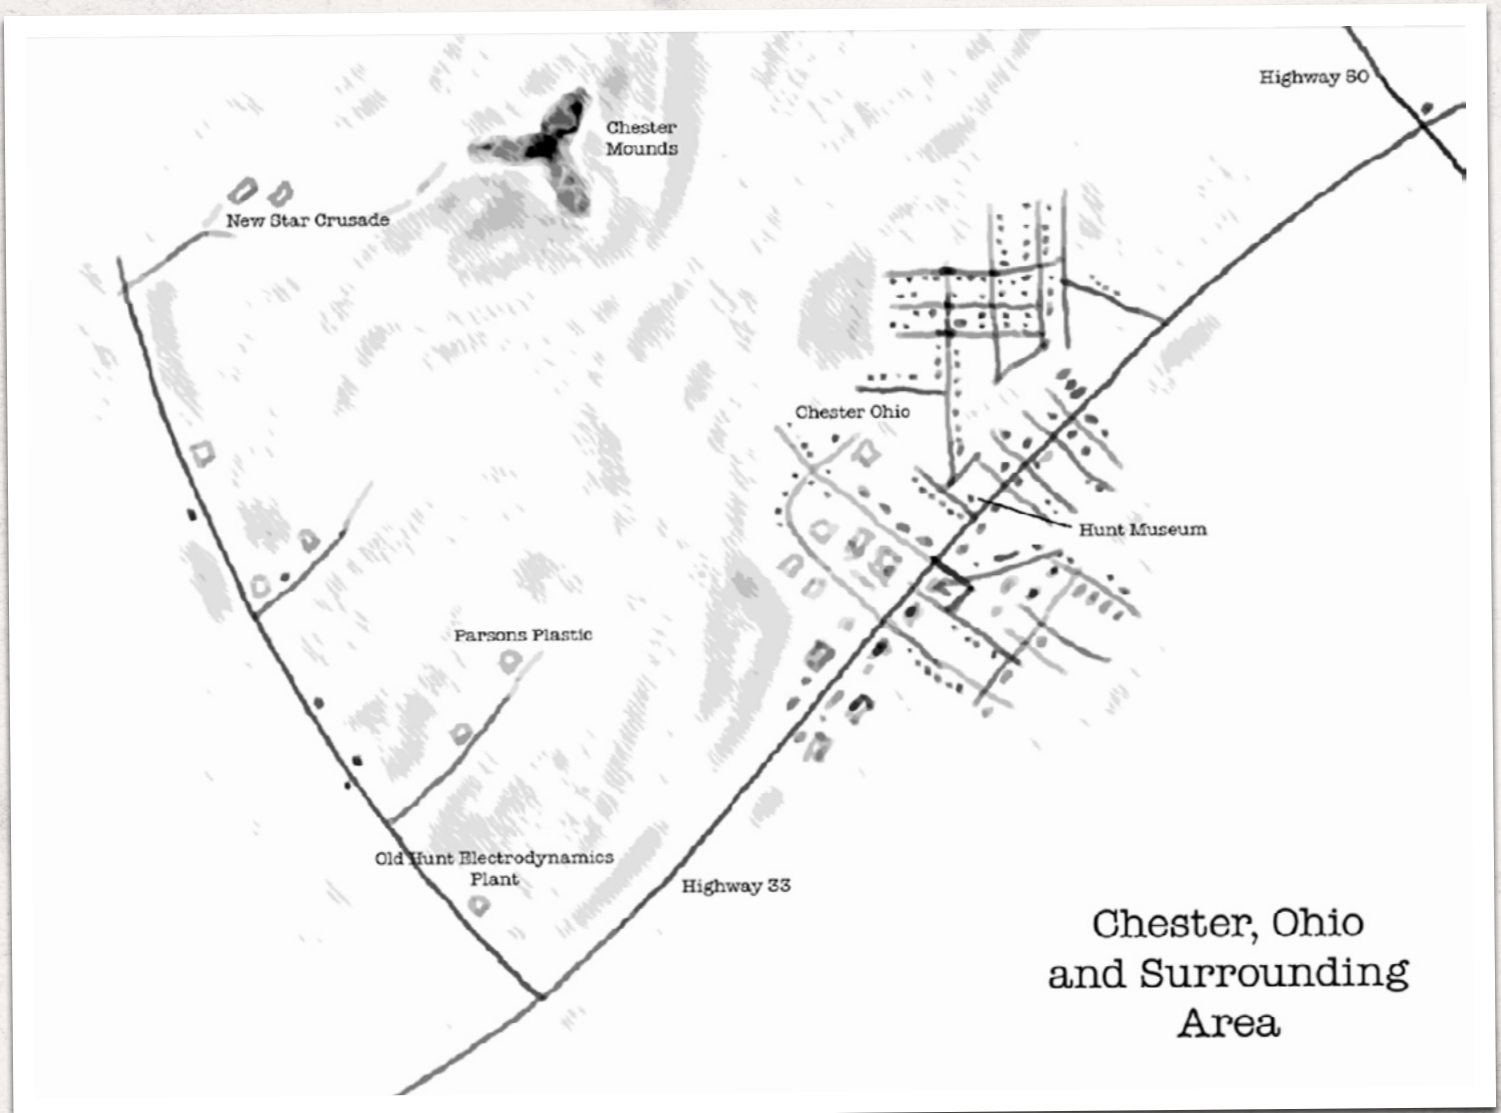 Highway 50
Chester
Mounds
New Star Crusade
Chester Ohio
Hunt Museum
Parsons Plastic
Old Hunt Electrodynamics
Plant
Highway 33
Chester, Ohio
and Surrounding
Area